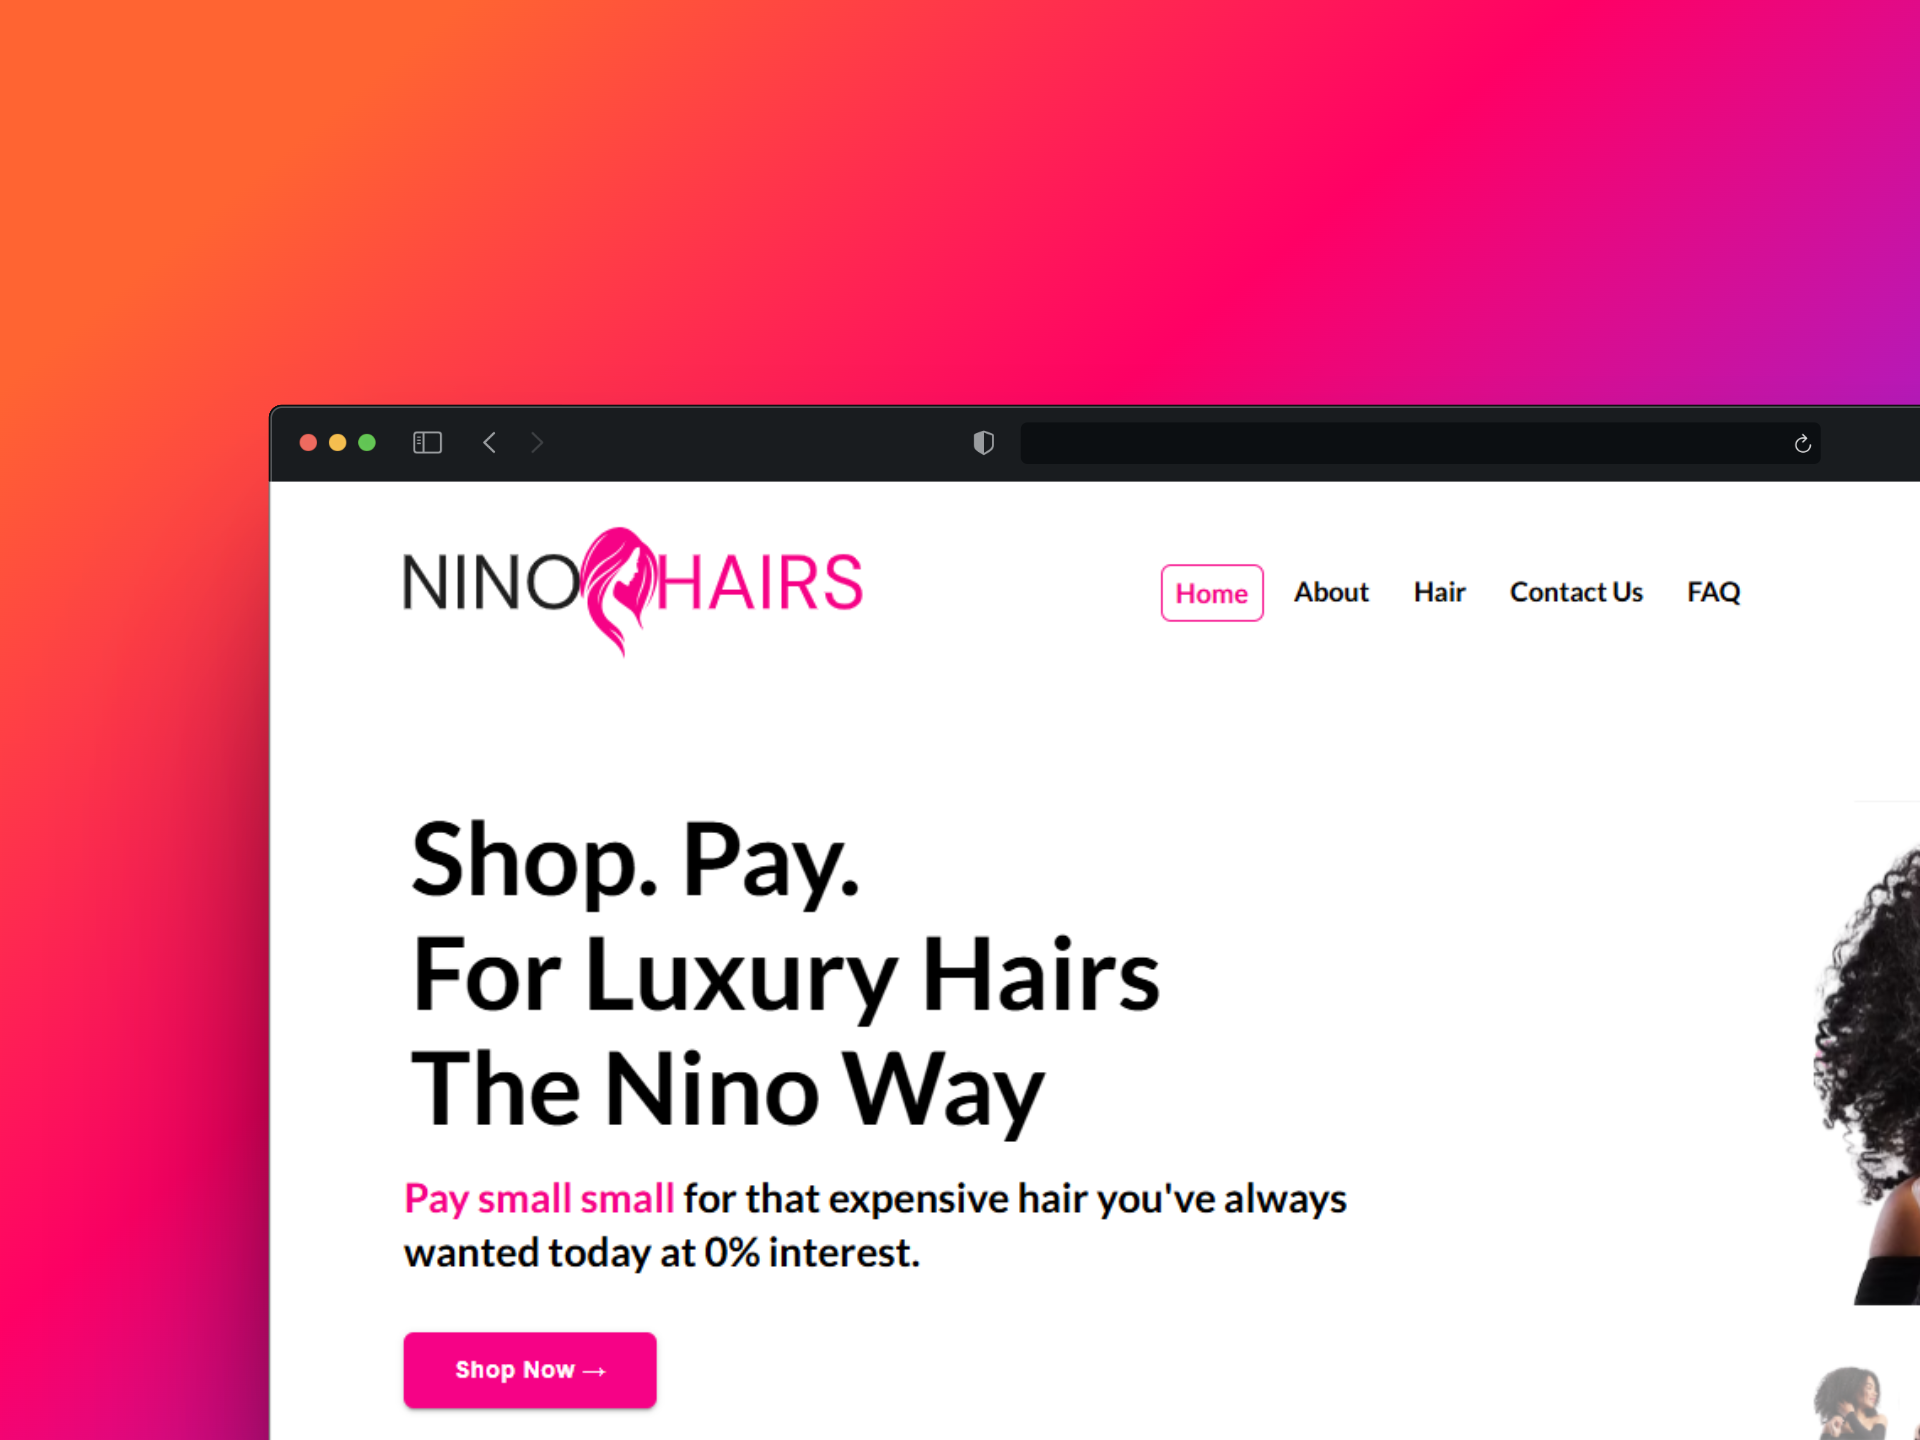 NINO HAIRS
Home About Hair Contact Us FAQ
Shop. Pay.
For Luxury Hairs
The Nino Way
Pay small small for that expensive hair you've always
wanted today at 0% interest.
Shop Now →